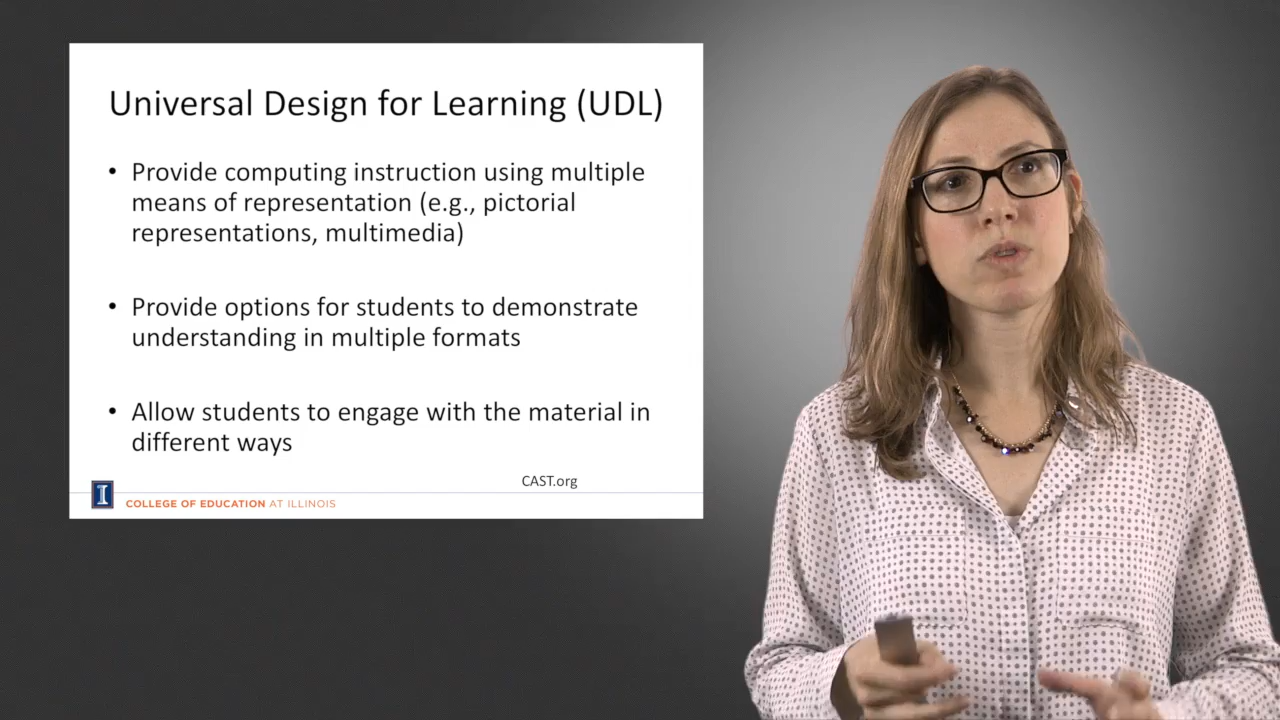 Universal Design for Learning (UDL)
• Provide computing instruction using multiple
means of representation (e.g., pictorial
representations, multimedia)
• Provide options for students to demonstrate
understanding in multiple formats
• Allow students to engage with the material in
different ways
CAST.org
I COLLEGE OF EDUCATION AT ILLINOIS